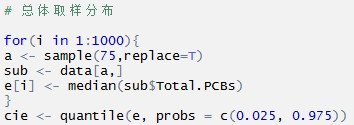 # 总体取样分布
for(i in 1:1000){
a <- sample(75,replace=T)
sub <- data[a,]
e[i] <- median(sub$Total.PCBs)
}
cie <- quantile(e, probs = c(0.025, 0.975))